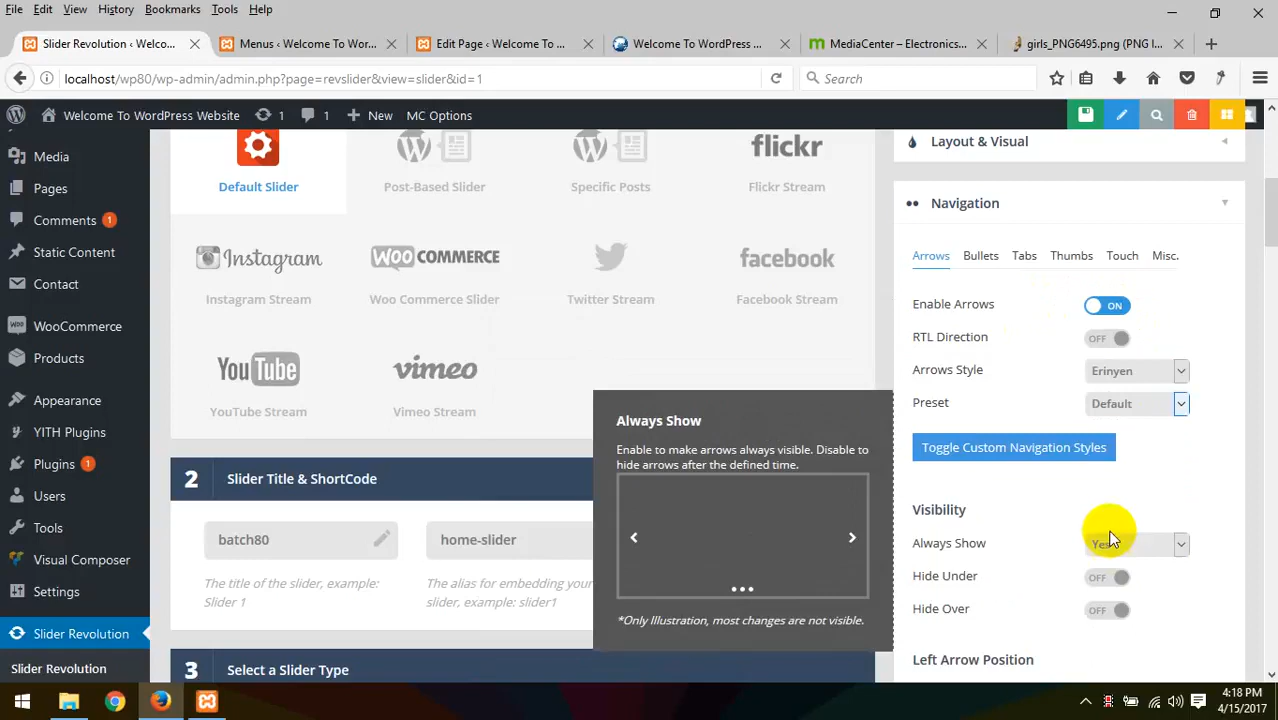 File Edit View History Bookmarks Tools Help
Slider Revolution ‹ Welco...
Menus ‹ Welcome To Wor...
Edit Page ‹ Welcome To ...
Welcome To WordPress ...
MediaCenter – Electronics...
girls_PNG6495.png (PNG I...
localhost/wp80/wp-admin/admin.php?page=revslider&view=slider&id=1
Search
Welcome To WordPress Website
1
1
New
MC Options
Media
Pages
Comments 1
Static Content
Contact
WooCommerce
Products
Appearance
YITH Plugins
Plugins 1
Users
Tools
Visual Composer
Settings
Slider Revolution
Slider Revolution
Default Slider
Post-Based Slider
Specific Posts
flickr
Flickr Stream
Instagram
Instagram Stream
WOOCOMMERCE
Woo Commerce Slider
Twitter Stream
facebook
Facebook Stream
YouTube
YouTube Stream
vimeo
Vimeo Stream
2 Slider Title & ShortCode
batch80
The title of the slider, example:
Slider 1
home-slider
The alias for embedding your
slider, example: slider1
3 Select a Slider Type
Always Show
Enable to make arrows always visible. Disable to
hide arrows after the defined time.
*Only Illustration, most changes are not visible.
Layout & Visual
Navigation
Arrows Bullets Tabs Thumbs Touch Misc.
Enable Arrows ON
RTL Direction OFF
Arrows Style Erinyen
Preset Default
Toggle Custom Navigation Styles
Visibility
Always Show Yes
Hide Under OFF
Hide Over OFF
Left Arrow Position
4:18 PM
4/15/2017